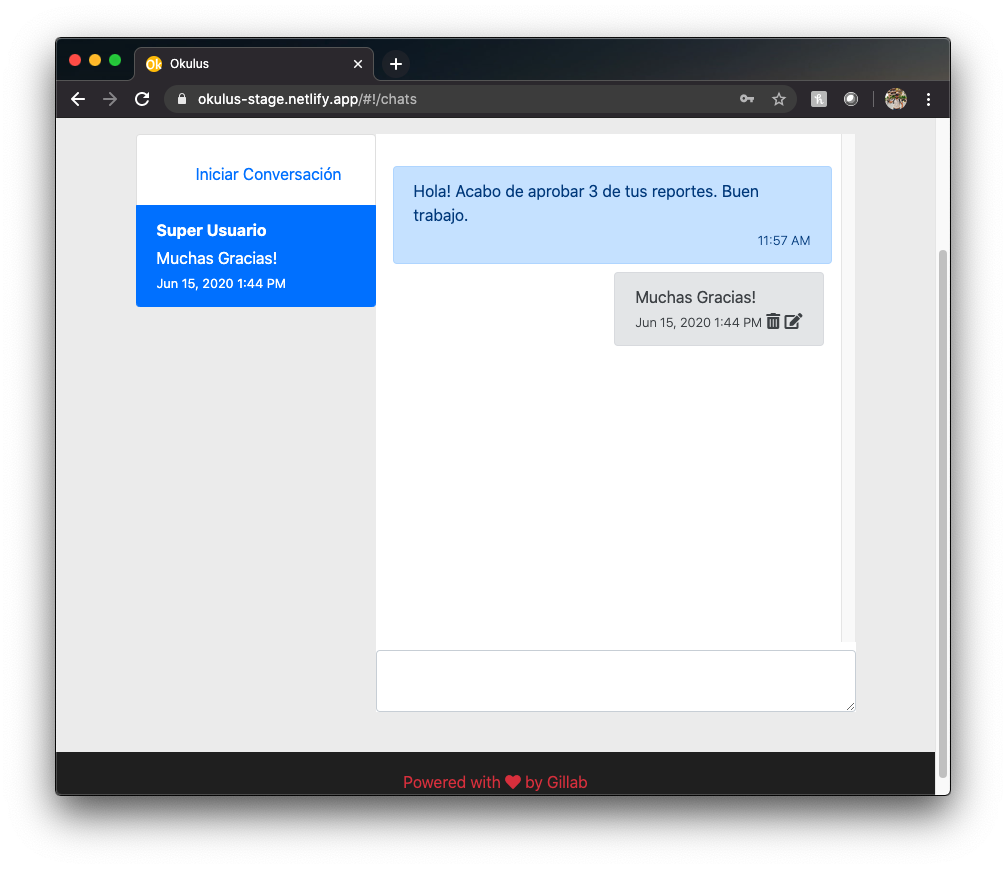 Ok Okulus
okulus-stage.netlify.app/#!/chats
Iniciar Conversación
Super Usuario
Muchas Gracias!
Jun 15, 2020 1:44 PM
Hola! Acabo de aprobar 3 de tus reportes. Buen
trabajo.
11:57 AM
Muchas Gracias!
Jun 15, 2020 1:44 PM
Powered with ❤ by Gillab